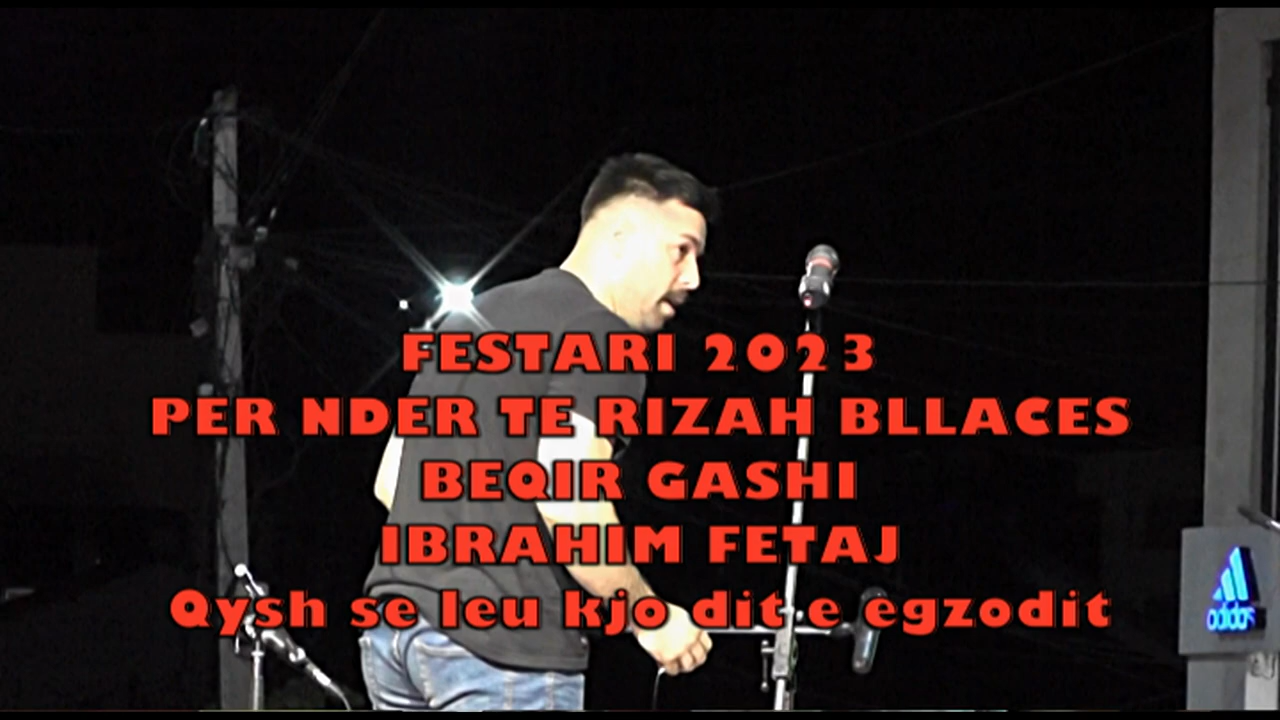 FESTARI 2023
PER NDER TE RIZAH BLLACES
BEQIR GASHI
IBRAHIM FETAJ
Qysh se leu kjo dit e egzodit
adidas